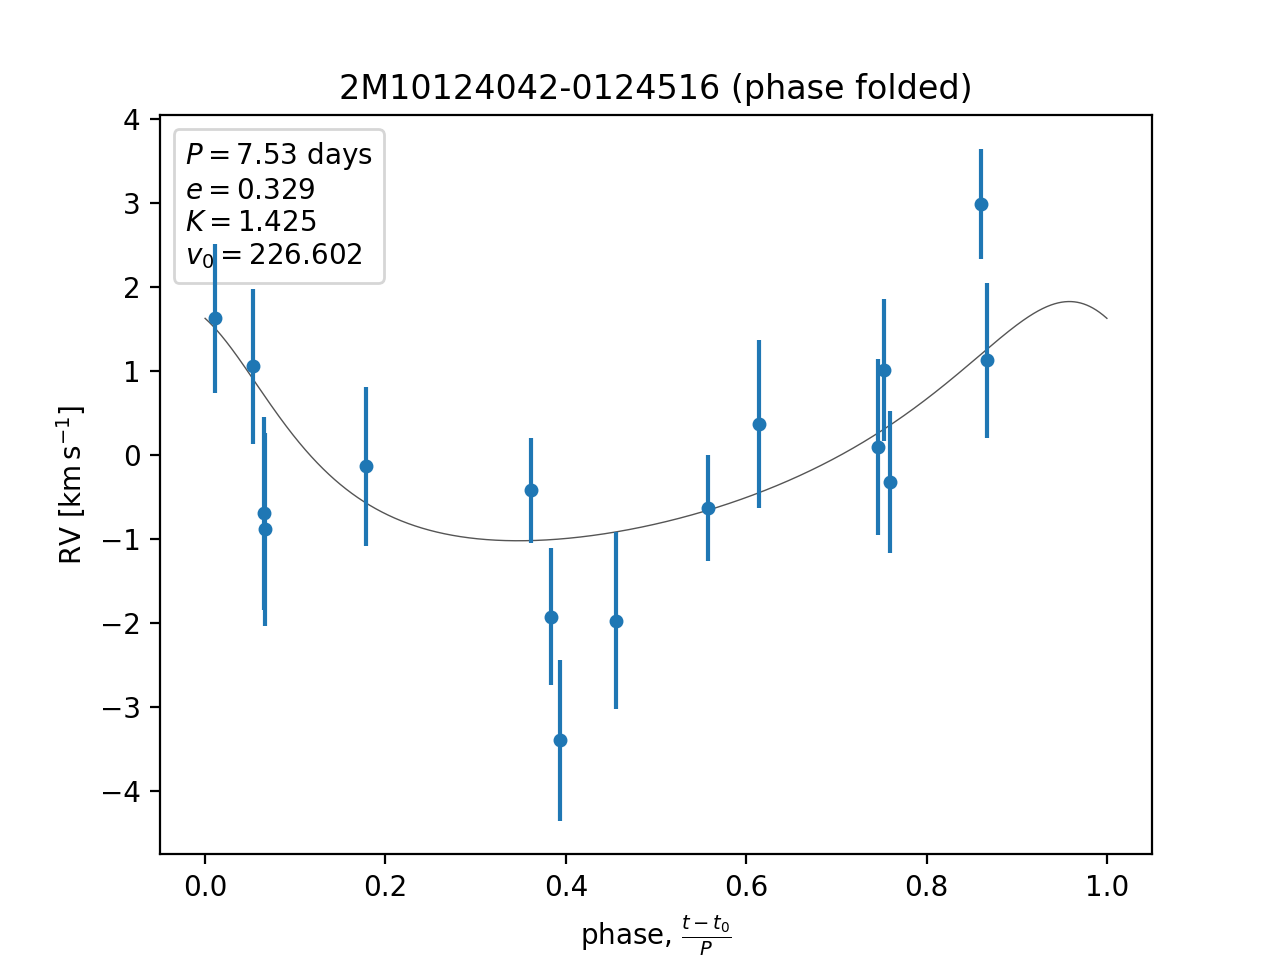 2M10124042-0124516 (phase folded)
P = 7.53 days
e = 0.329
K = 1.425
v₀ = 226.602
RV [km s⁻¹]
4
3
2
1
0
−1
−2
−3
−4
0.0 0.2 0.4 0.6 0.8 1.0
phase, (t − t₀)/P